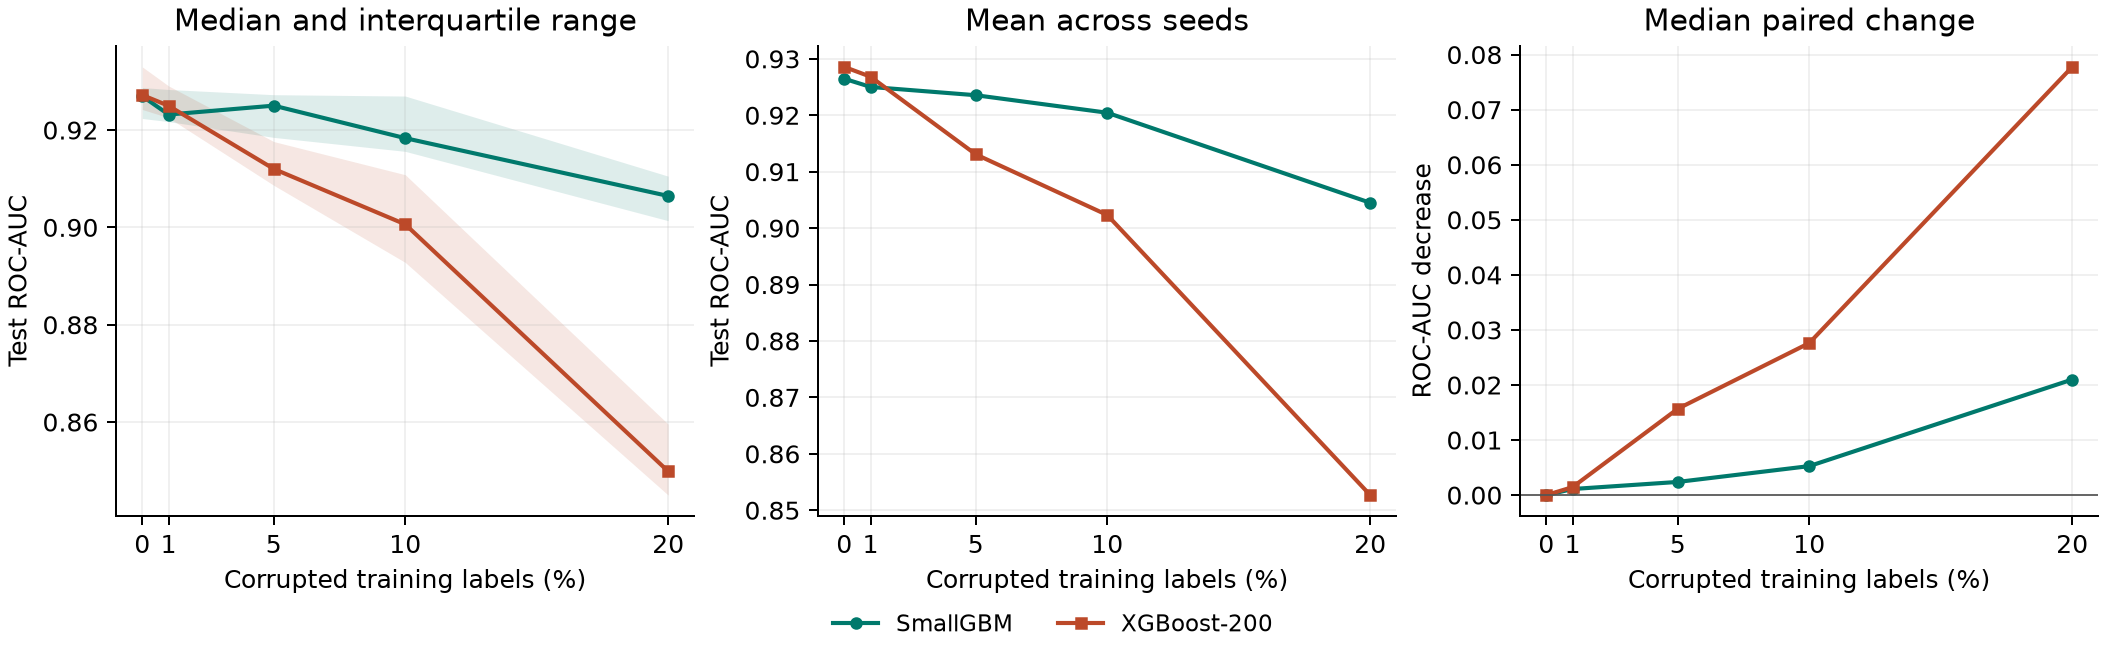 Median and interquartile range
Test ROC-AUC
0.92
0.90
0.88
0.86
0 1 5 10 20
Corrupted training labels (%)
Mean across seeds
Test ROC-AUC
0.93
0.92
0.91
0.90
0.89
0.88
0.87
0.86
0.85
0 1 5 10 20
Corrupted training labels (%)
Median paired change
ROC-AUC decrease
0.08
0.07
0.06
0.05
0.04
0.03
0.02
0.01
0.00
0 1 5 10 20
Corrupted training labels (%)
SmallGBM XGBoost-200